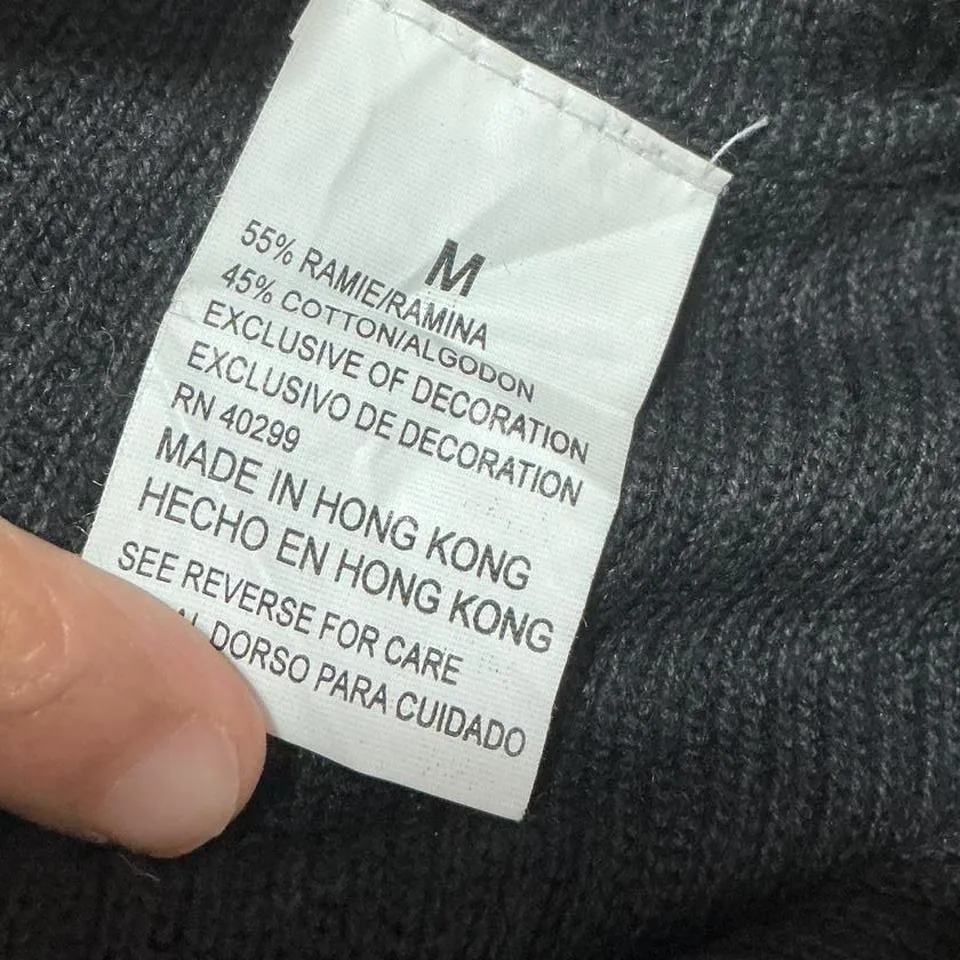 M
55% RAMIE/RAMINA
45% COTTON/ALGODON
EXCLUSIVE OF DECORATION
EXCLUSIVO DE DECORATION
RN 40299
MADE IN HONG KONG
HECHO EN HONG KONG
SEE REVERSE FOR CARE
AL DORSO PARA CUIDADO